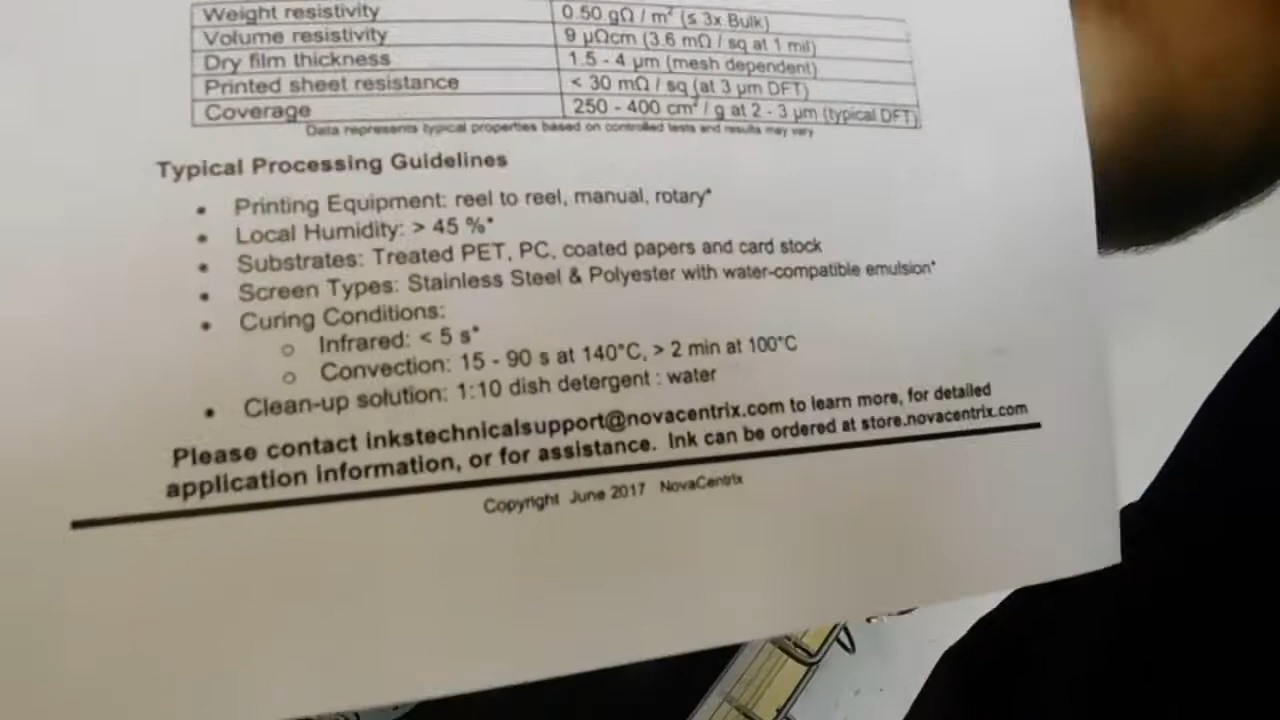 Weight resistivity 0.50 gΩ / m² (≤ 3x Bulk)
Volume resistivity 9 µΩcm (3.6 mΩ / sq at 1 mil)
Dry film thickness 1.5 - 4 µm (mesh dependent)
Printed sheet resistance < 30 mΩ / sq (at 3 µm DFT)
Coverage 250 - 400 cm² / g at 2 - 3 µm (typical DFT)
Data represents typical properties based on controlled tests and results may vary
Typical Processing Guidelines
• Printing Equipment: reel to reel, manual, rotary*
• Local Humidity: > 45 %*
• Substrates: Treated PET, PC, coated papers and card stock
• Screen Types: Stainless Steel & Polyester with water-compatible emulsion*
• Curing Conditions:
o Infrared: < 5 s*
o Convection: 15 - 90 s at 140°C, > 2 min at 100°C
• Clean-up solution: 1:10 dish detergent : water
Please contact inkstechnicalsupport@novacentrix.com to learn more, for detailed
application information, or for assistance. Ink can be ordered at store.novacentrix.com
Copyright June 2017 NovaCentrix